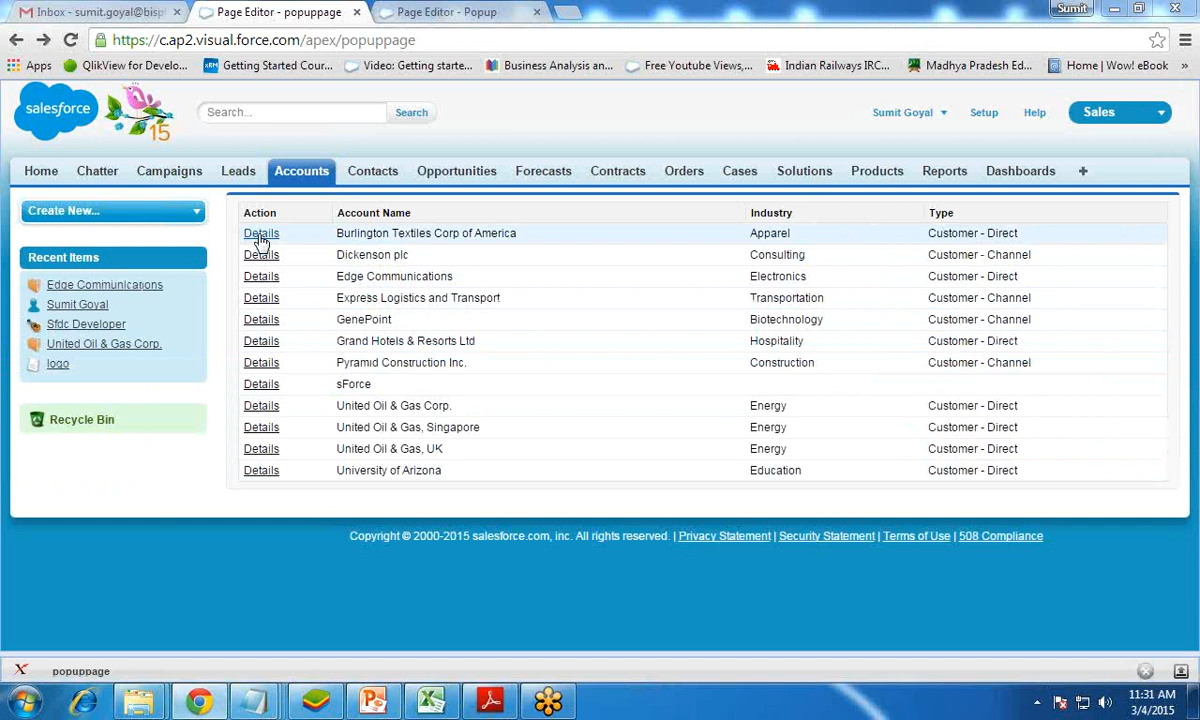 Inbox - sumit.goyal@bisp
Page Editor - popuppage
Page Editor - Popup
Sumit
https://c.ap2.visual.force.com/apex/popuppage
Apps
QlikView for Develo...
xRM
Getting Started Cour...
Video: Getting starte...
Business Analysis an...
Free Youtube Views,...
Indian Railways IRC...
Madhya Pradesh Ed...
Home | Wow! eBook
»
salesforce
15
Search...
Search
Sumit Goyal
Setup
Help
Sales
Home
Chatter
Campaigns
Leads
Accounts
Contacts
Opportunities
Forecasts
Contracts
Orders
Cases
Solutions
Products
Reports
Dashboards
+
Create New...
Recent Items
Edge Communications
Sumit Goyal
Sfdc Developer
United Oil & Gas Corp.
logo
Recycle Bin
Action Account Name Industry Type
Details Burlington Textiles Corp of America Apparel Customer - Direct
Details Dickenson plc Consulting Customer - Channel
Details Edge Communications Electronics Customer - Direct
Details Express Logistics and Transport Transportation Customer - Channel
Details GenePoint Biotechnology Customer - Channel
Details Grand Hotels & Resorts Ltd Hospitality Customer - Direct
Details Pyramid Construction Inc. Construction Customer - Channel
Details sForce
Details United Oil & Gas Corp. Energy Customer - Direct
Details United Oil & Gas, Singapore Energy Customer - Direct
Details United Oil & Gas, UK Energy Customer - Direct
Details University of Arizona Education Customer - Direct
Copyright © 2000-2015 salesforce.com, inc. All rights reserved. | Privacy Statement | Security Statement | Terms of Use | 508 Compliance
popuppage
11:31 AM
3/4/2015